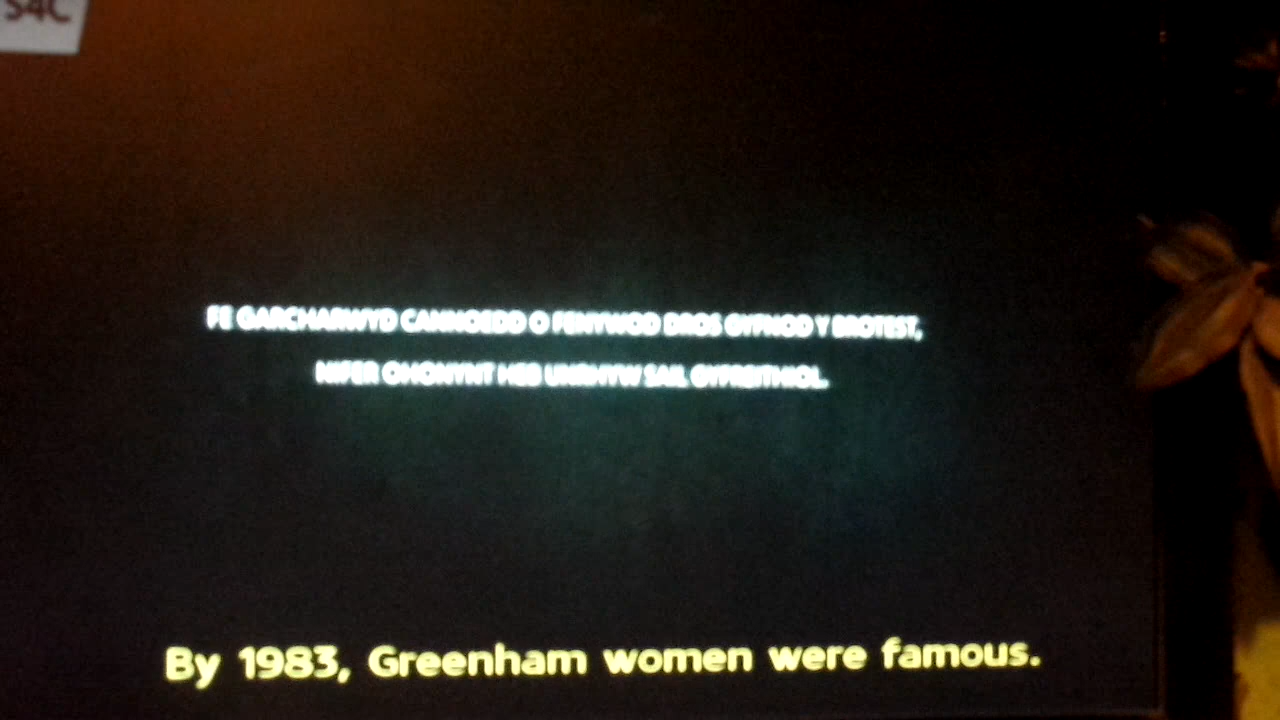 S4C
FE GARCHARWYD CANNOEDD O FENYWOD DROS GYFNOD Y BROTEST,
NIFER OHONYNT HEB UNRHYW SAIL GYFREITHIOL.
By 1983, Greenham women were famous.